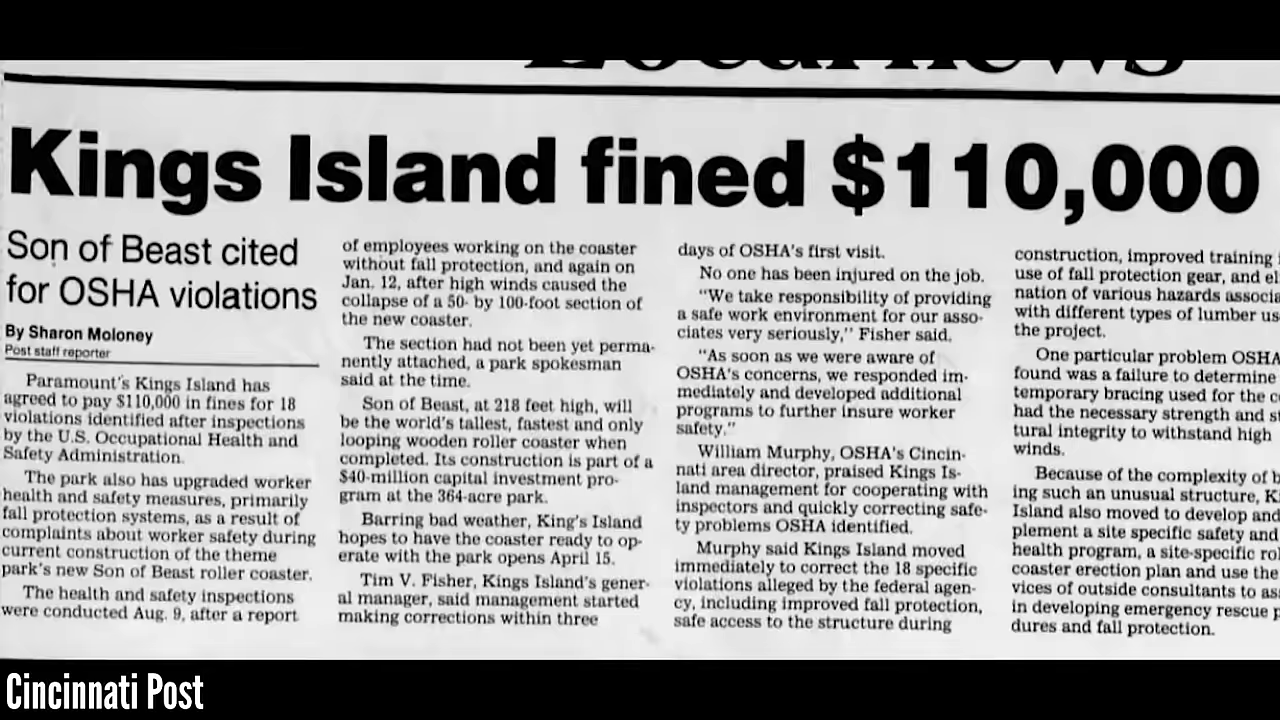 Local news
Kings Island fined $110,000
Son of Beast cited
for OSHA violations
By Sharon Moloney
Post staff reporter
Paramount's Kings Island has
agreed to pay $110,000 in fines for 18
violations identified after inspections
by the U.S. Occupational Health and
Safety Administration.
The park also has upgraded worker
health and safety measures, primarily
fall protection systems, as a result of
complaints about worker safety during
current construction of the theme
park's new Son of Beast roller coaster.
The health and safety inspections
were conducted Aug. 9, after a report
of employees working on the coaster
without fall protection, and again on
Jan. 12, after high winds caused the
collapse of a 50- by 100-foot section of
the new coaster.
The section had not been yet perma-
nently attached, a park spokesman
said at the time.
Son of Beast, at 218 feet high, will
be the world's tallest, fastest and only
looping wooden roller coaster when
completed. Its construction is part of a
$40-million capital investment pro-
gram at the 364-acre park.
Barring bad weather, King's Island
hopes to have the coaster ready to op-
erate with the park opens April 15.
Tim V. Fisher, Kings Island's gener-
al manager, said management started
making corrections within three
days of OSHA's first visit.
No one has been injured on the job.
"We take responsibility of providing
a safe work environment for our asso-
ciates very seriously," Fisher said.
"As soon as we were aware of
OSHA's concerns, we responded im-
mediately and developed additional
programs to further insure worker
safety."
William Murphy, OSHA's Cincin-
nati area director, praised Kings Is-
land management for cooperating with
inspectors and quickly correcting safe-
ty problems OSHA identified.
Murphy said Kings Island moved
immediately to correct the 18 specific
violations alleged by the federal agen-
cy, including improved fall protection,
safe access to the structure during
construction, improved training
use of fall protection gear, and
nation of various hazards
with different types of lumber
the project.
One particular problem OSHA
found was a failure to determine
temporary bracing used for the
had the necessary strength and
tural integrity to withstand high
winds.
Because of the complexity of
ing such an unusual structure,
Island also moved to develop and
plement a site specific safety and
health program, a site-specific
coaster erection plan and use the
vices of outside consultants to
in developing emergency rescue
dures and fall protection.
Cincinnati Post